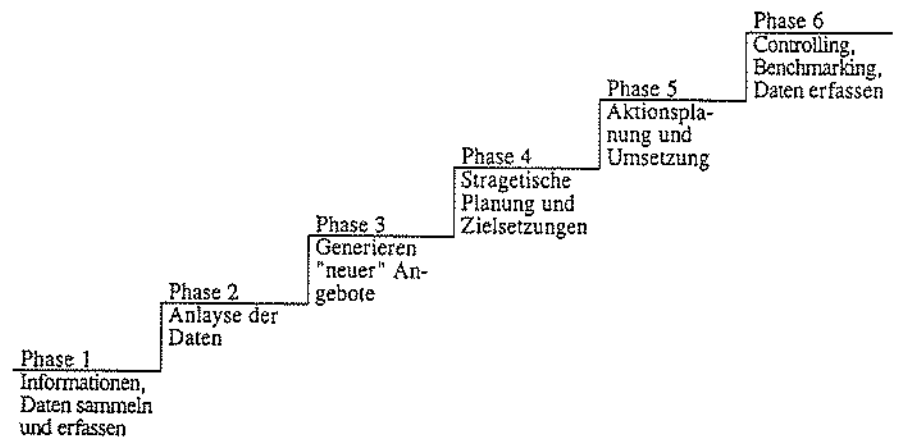 Phase 1
Informationen,
Daten sammeln
und erfassen
Phase 2
Anlayse der
Daten
Phase 3
Generieren
"neuer" An-
gebote
Phase 4
Stragetische
Planung und
Zielsetzungen
Phase 5
Aktionspla-
nung und
Umsetzung
Phase 6
Controlling,
Benchmarking,
Daten erfassen